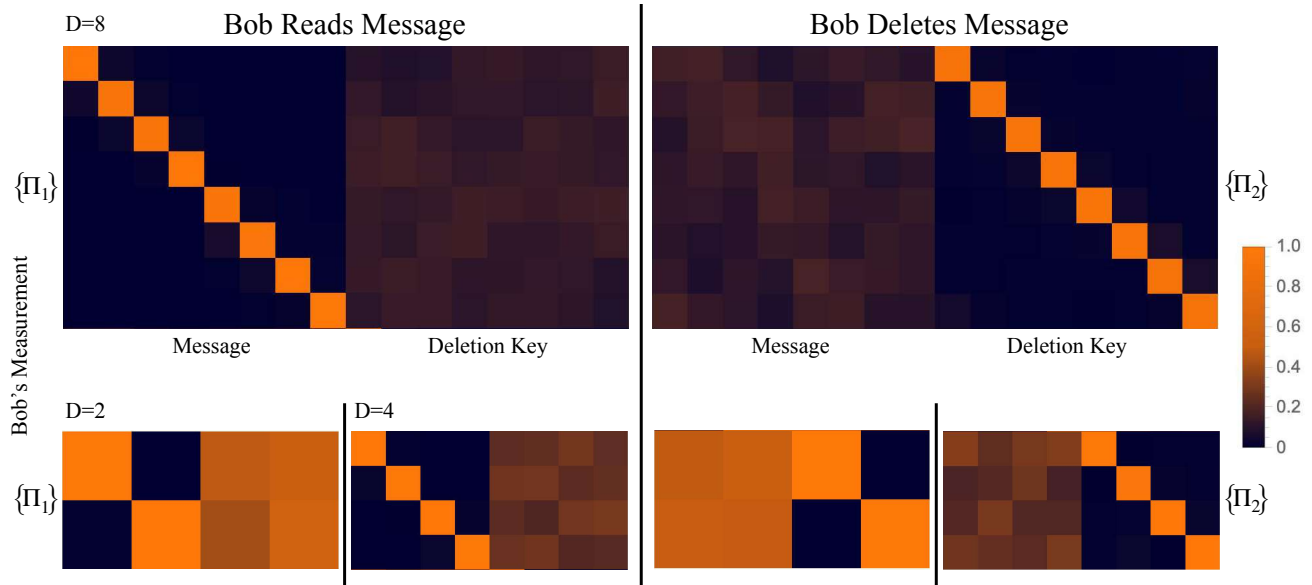 D=8
Bob Reads Message
Bob Deletes Message
{Π₁}
{Π₂}
Bob's Measurement
1.0
0.8
0.6
0.4
0.2
0
Message
Deletion Key
Message
Deletion Key
D=2
D=4
{Π₁}
{Π₂}